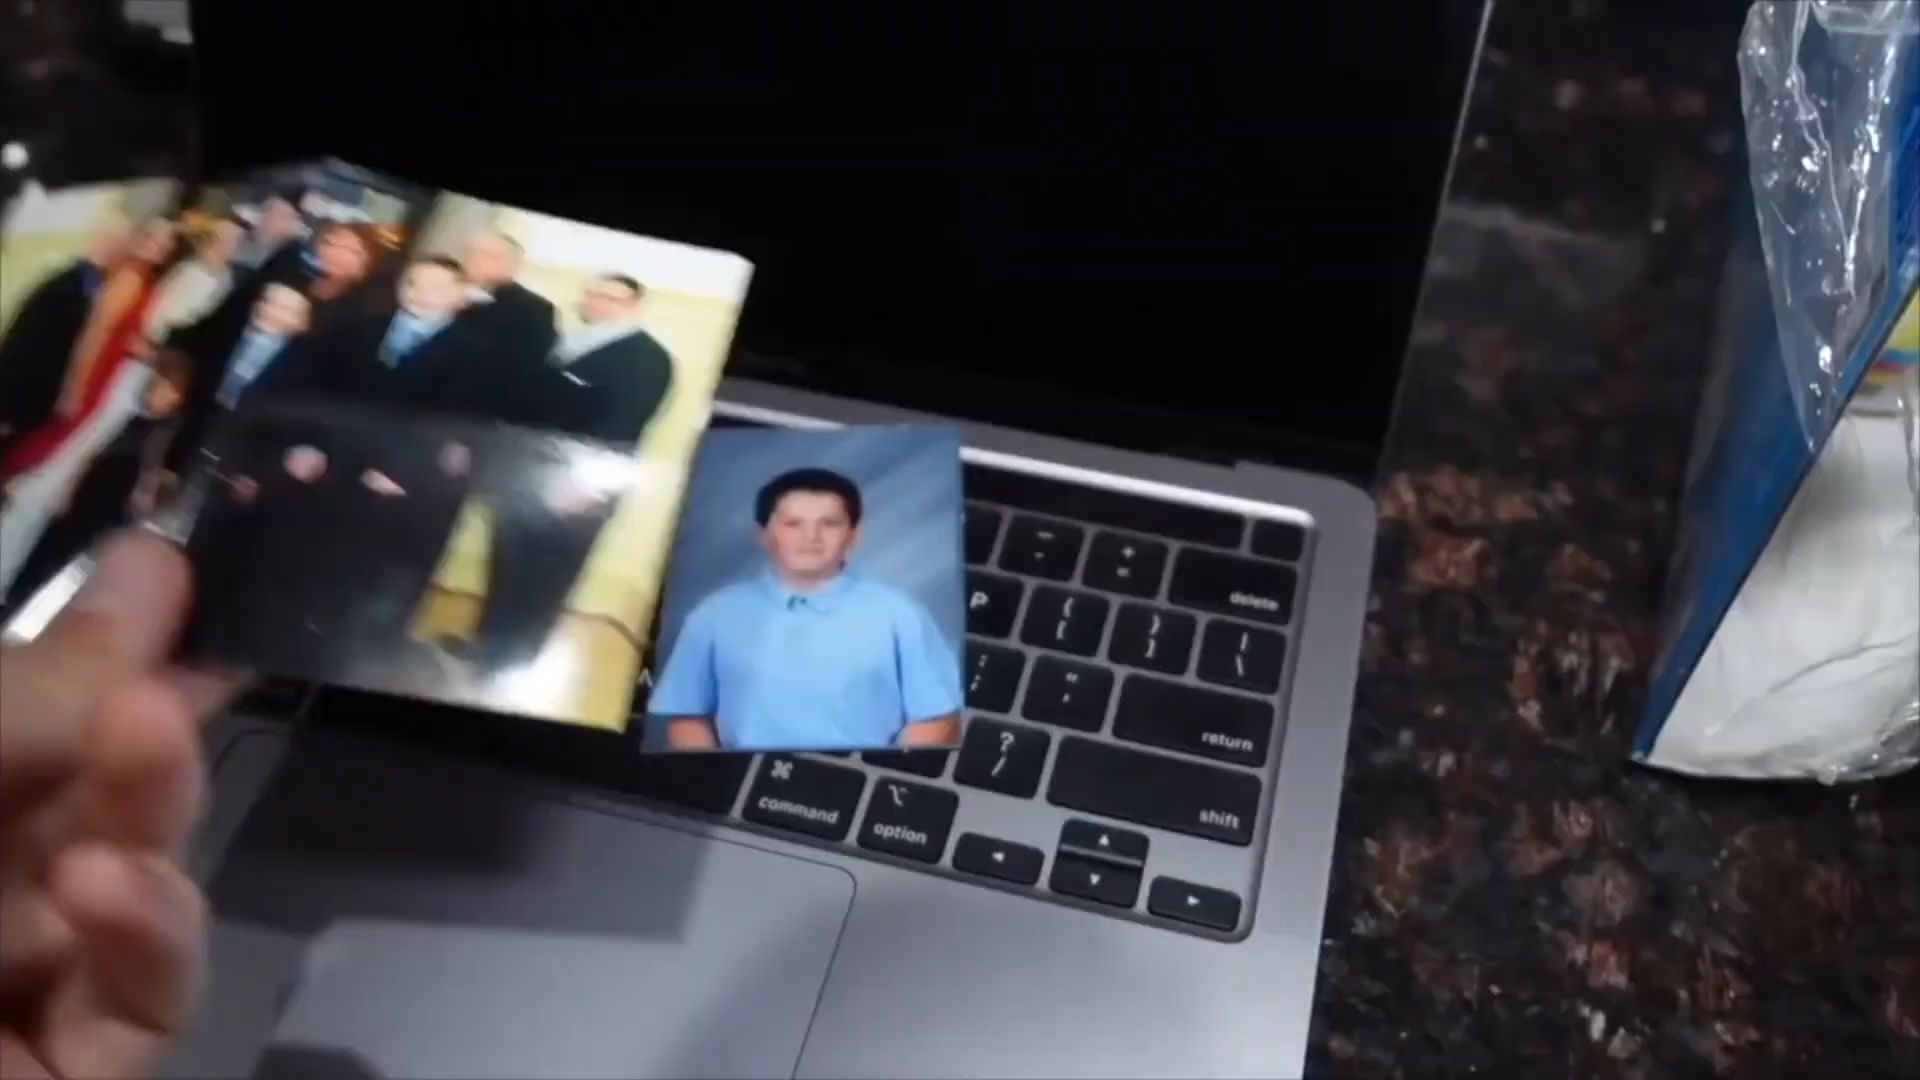 delete
P { [ } ] | \
: ; " '
return
? /
shift
⌘ command
⌥ option
◀ ▲ ▼ ▶